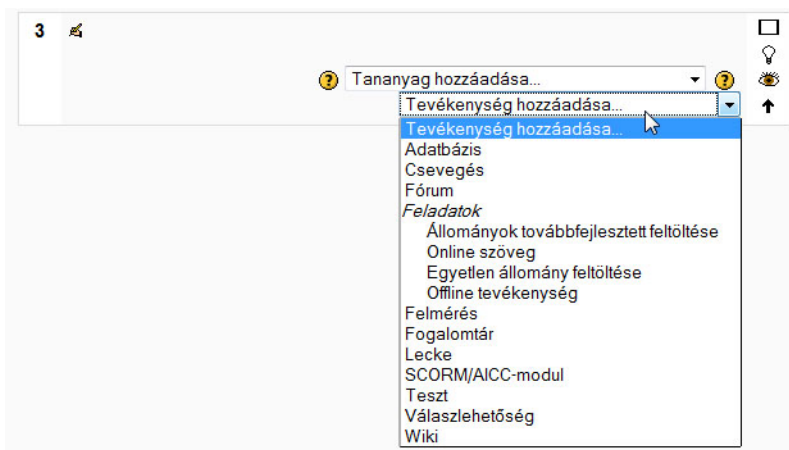 3
Tananyag hozzáadása...
Tevékenység hozzáadása...
Tevékenység hozzáadása...
Adatbázis
Csevegés
Fórum
Feladatok
Állományok továbbfejlesztett feltöltése
Online szöveg
Egyetlen állomány feltöltése
Offline tevékenység
Felmérés
Fogalomtár
Lecke
SCORM/AICC-modul
Teszt
Válaszlehetőség
Wiki